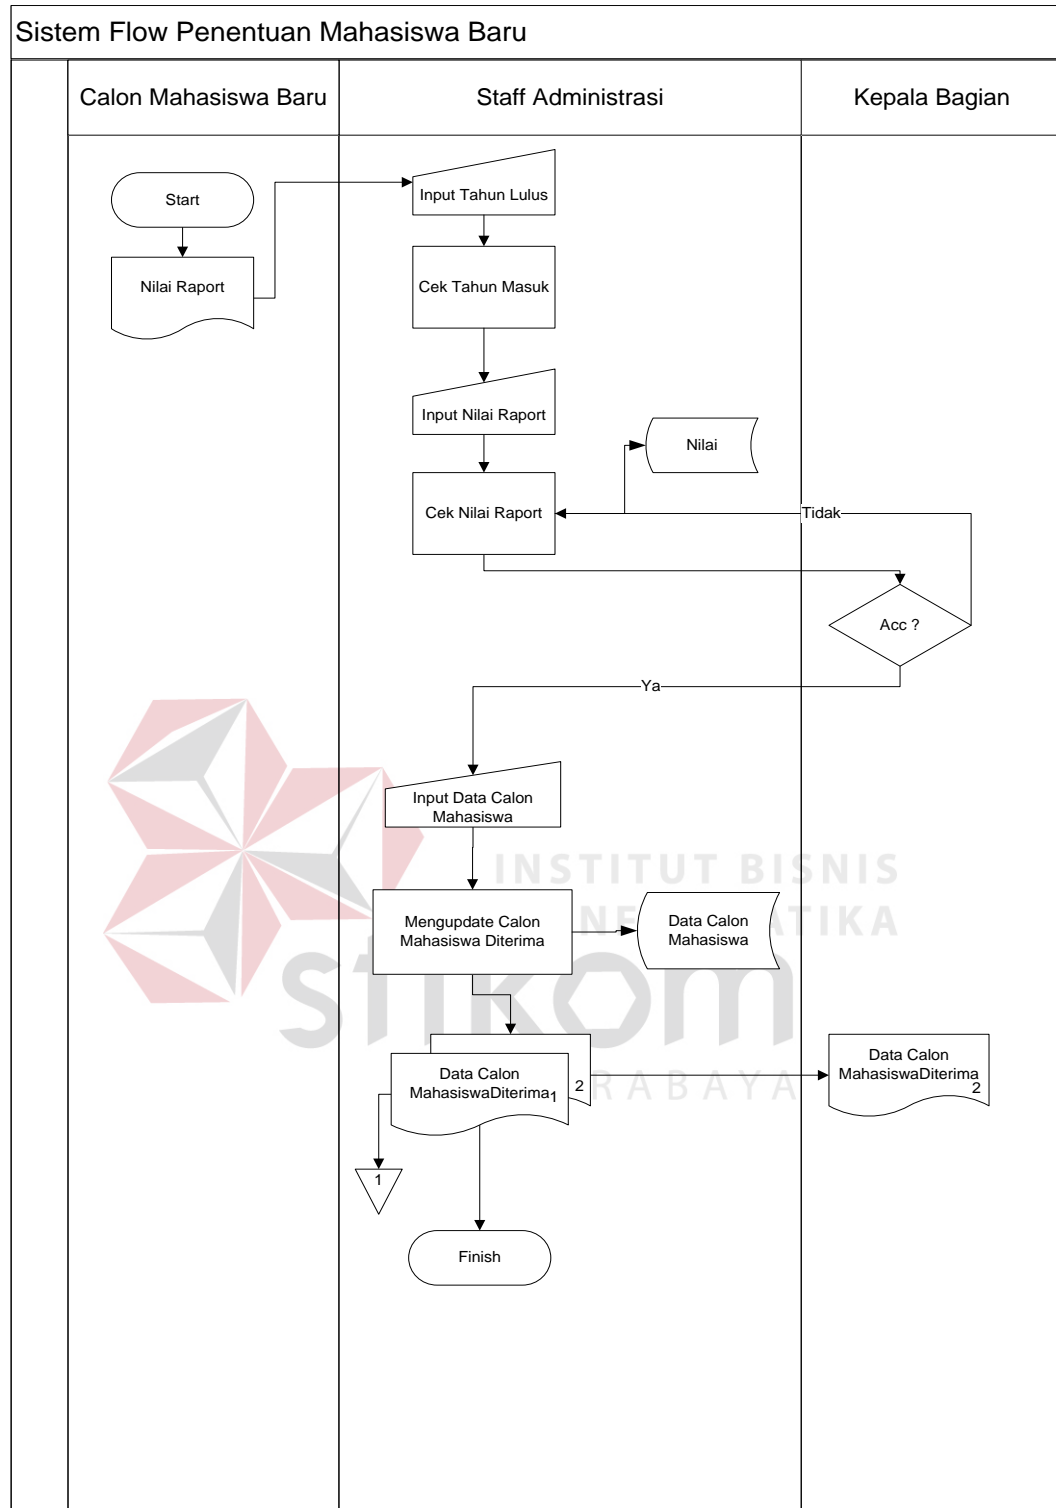 Sistem Flow Penentuan Mahasiswa Baru
Calon Mahasiswa Baru
Staff Administrasi
Kepala Bagian
Start
Input Tahun Lulus
Nilai Raport
Cek Tahun Masuk
Input Nilai Raport
Nilai
Cek Nilai Raport
Tidak
Acc ?
Ya
Input Data Calon
Mahasiswa
INSTITUT BISNIS
Mengupdate Calon
Mahasiswa Diterima
Data Calon
Mahasiswa
stikom
Data Calon
MahasiswaDiterima
1
2
Data Calon
MahasiswaDiterima
2
1
Finish